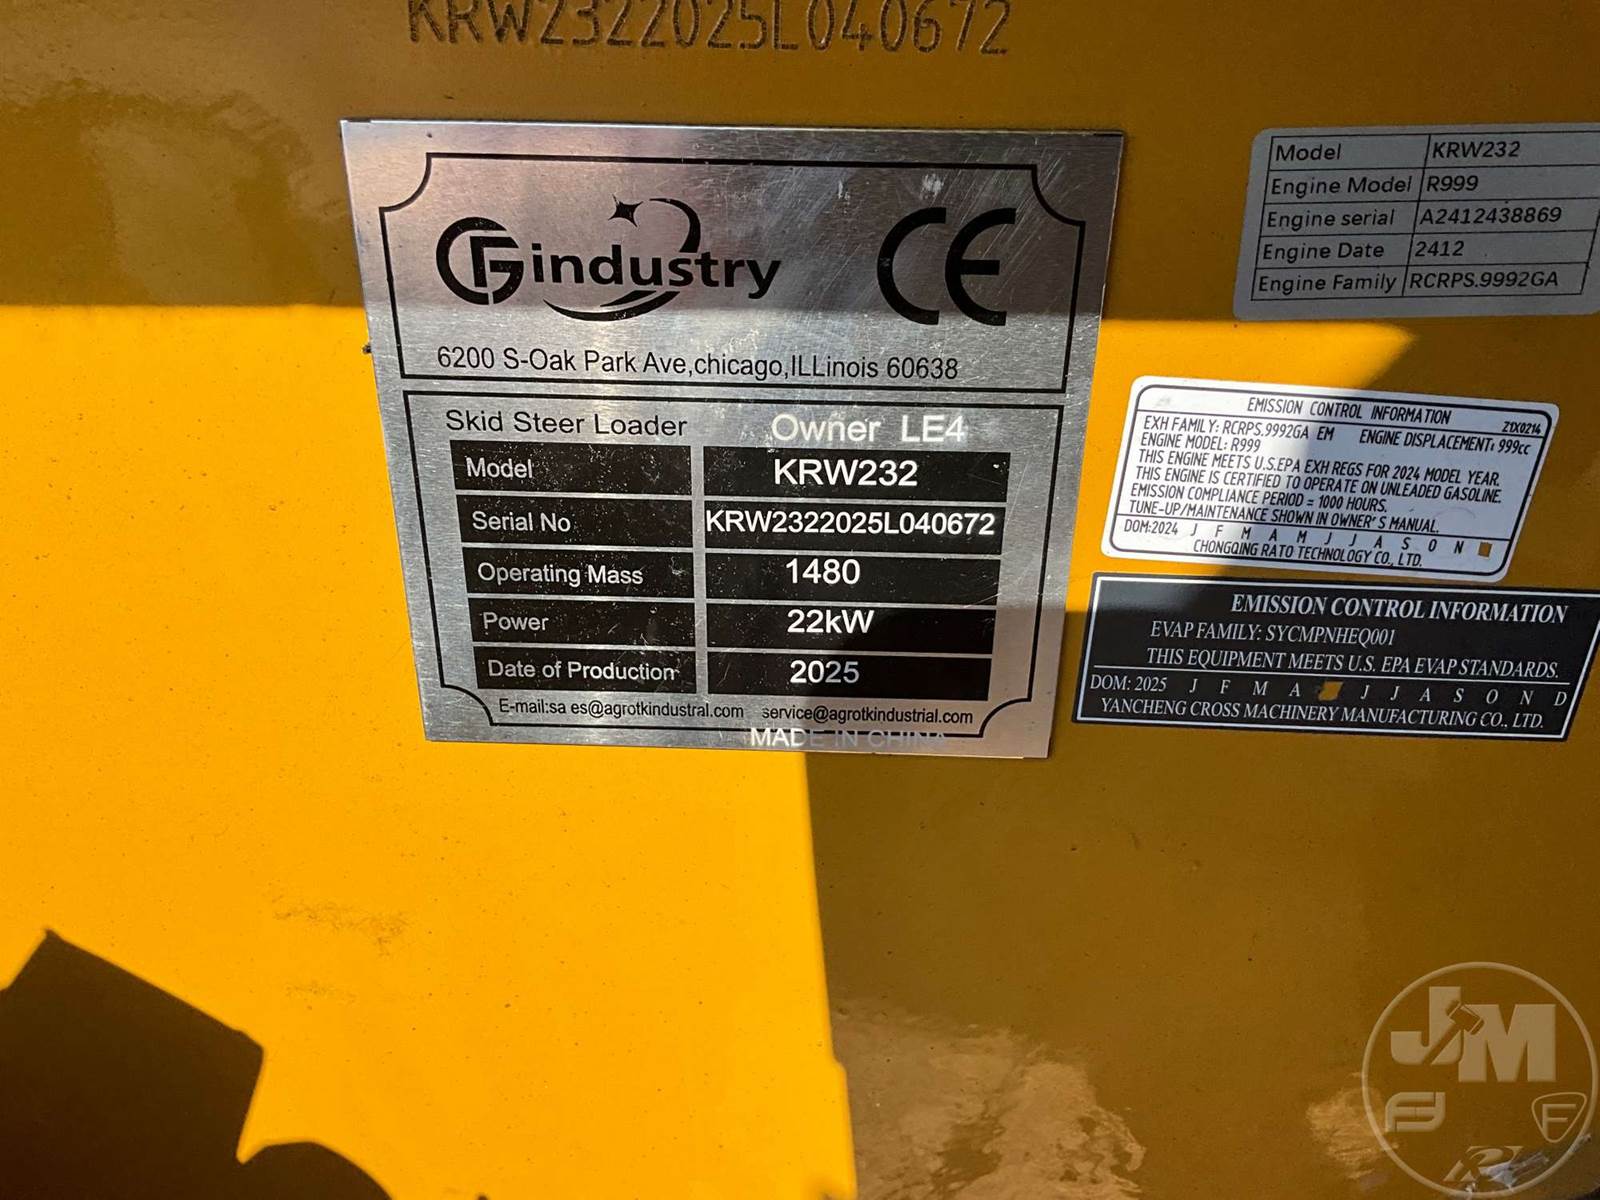 KRW2322025L040672
GFindustry CE
6200 S-Oak Park Ave,chicago,ILLinois 60638
Skid Steer Loader Owner LE4
Model KRW232
Serial No KRW2322025L040672
Operating Mass 1480
Power 22kW
Date of Production 2025
E-mail:sa es@agrotkindustral.com service@agrotkindustrial.com
MADE IN CHINA
Model KRW232
Engine Model R999
Engine serial A2412438869
Engine Date 2412
Engine Family RCRPS.9992GA
EMISSION CONTROL INFORMATION
Z1X0214
EXH FAMILY: RCRPS.9992GA EM ENGINE DISPLACEMENT: 999cc
ENGINE MODEL: R999
THIS ENGINE MEETS U.S.EPA EXH REGS FOR 2024 MODEL YEAR.
THIS ENGINE IS CERTIFIED TO OPERATE ON UNLEADED GASOLINE.
EMISSION COMPLIANCE PERIOD = 1000 HOURS.
TUNE-UP/MAINTENANCE SHOWN IN OWNER'S MANUAL.
DOM:2024 J F M A M J J A S O N
CHONGQING RATO TECHNOLOGY CO., LTD.
EMISSION CONTROL INFORMATION
EVAP FAMILY: SYCMPNHEQ001
THIS EQUIPMENT MEETS U.S. EPA EVAP STANDARDS.
DOM: 2025 J F M A J J A S O N D
YANCHENG CROSS MACHINERY MANUFACTURING CO., LTD.
JM